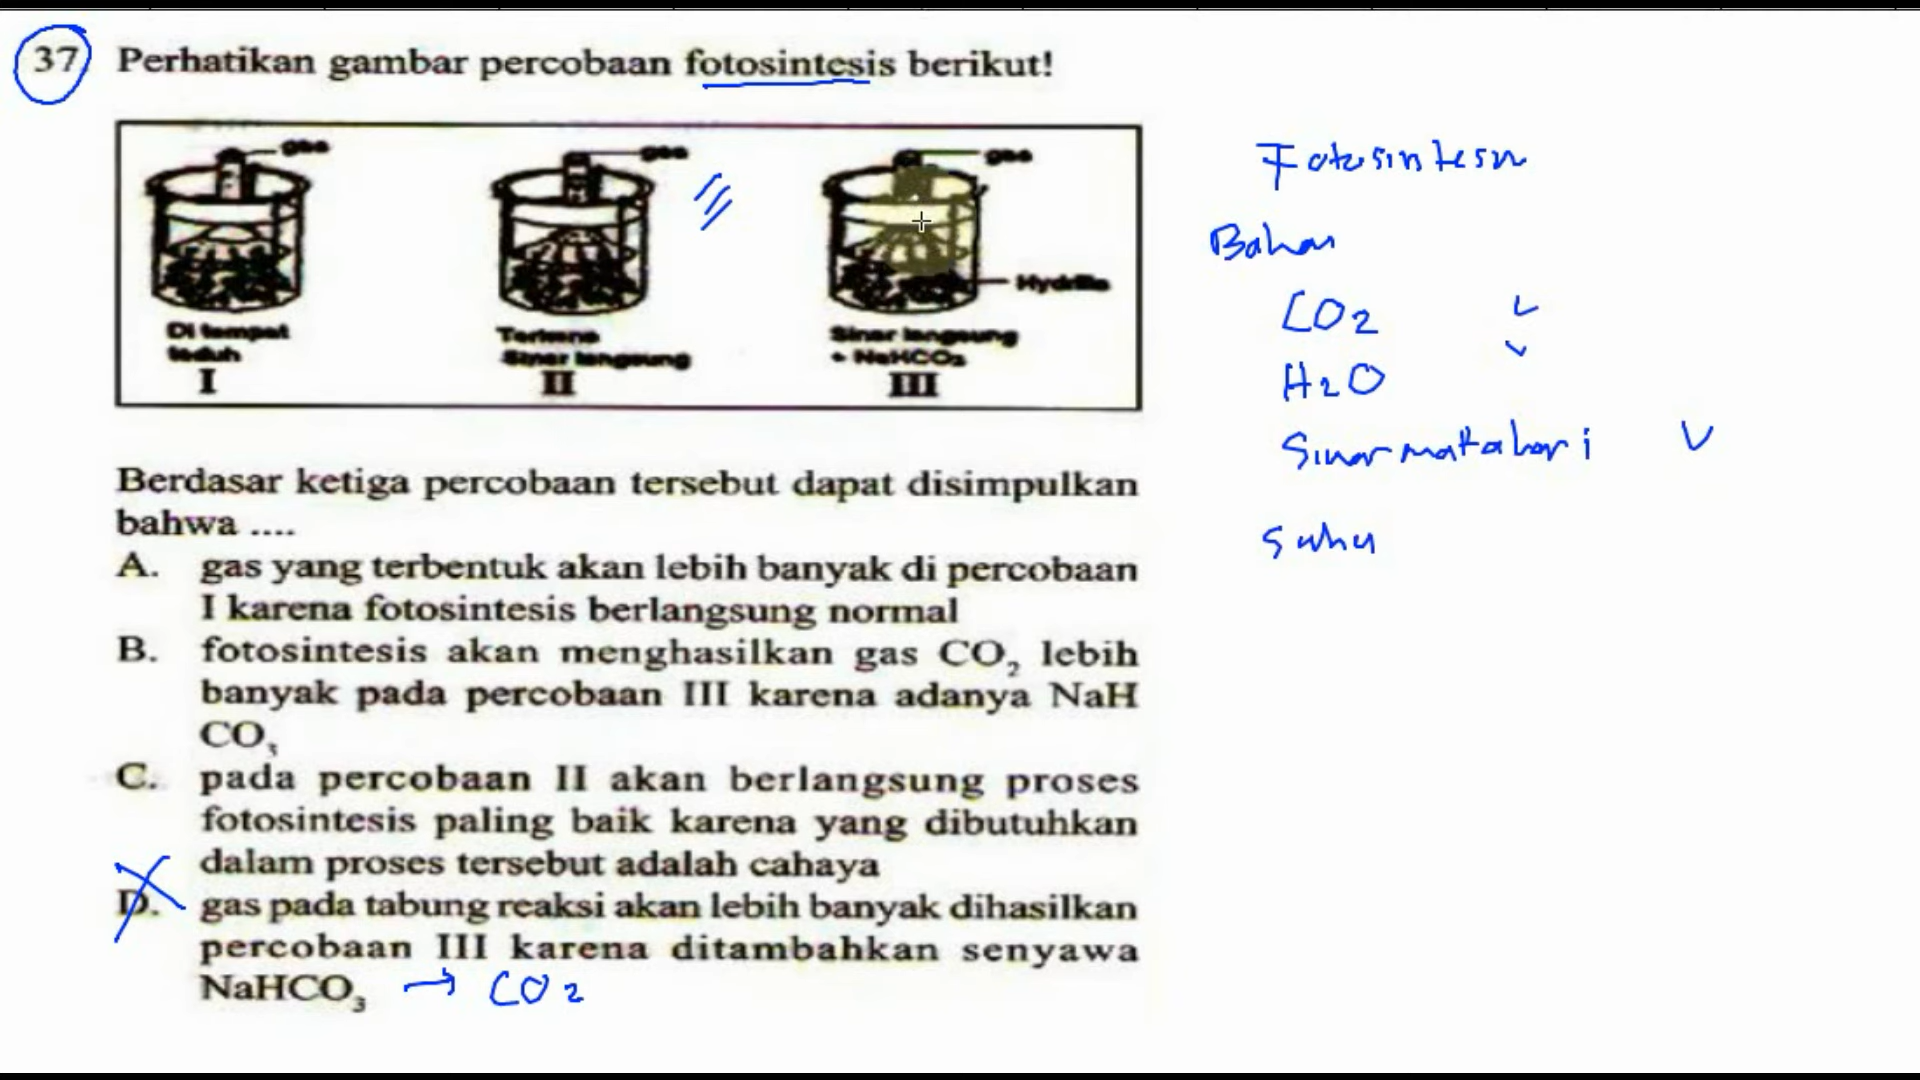 37 Perhatikan gambar percobaan fotosintesis berikut!
gas
gas
gas
Hydrilla
Di tempat
teduh
I
Terkena
Sinar langsung
II
Sinar langsung
+ NaHCO₃
III
Berdasar ketiga percobaan tersebut dapat disimpulkan
bahwa ....
A. gas yang terbentuk akan lebih banyak di percobaan
I karena fotosintesis berlangsung normal
B. fotosintesis akan menghasilkan gas CO₂ lebih
banyak pada percobaan III karena adanya NaH
CO₃
C. pada percobaan II akan berlangsung proses
fotosintesis paling baik karena yang dibutuhkan
dalam proses tersebut adalah cahaya
D. gas pada tabung reaksi akan lebih banyak dihasilkan
percobaan III karena ditambahkan senyawa
NaHCO₃ → CO₂
Fotosintesis
Bahan
CO₂
H₂O
Sinar matahari
Suhu